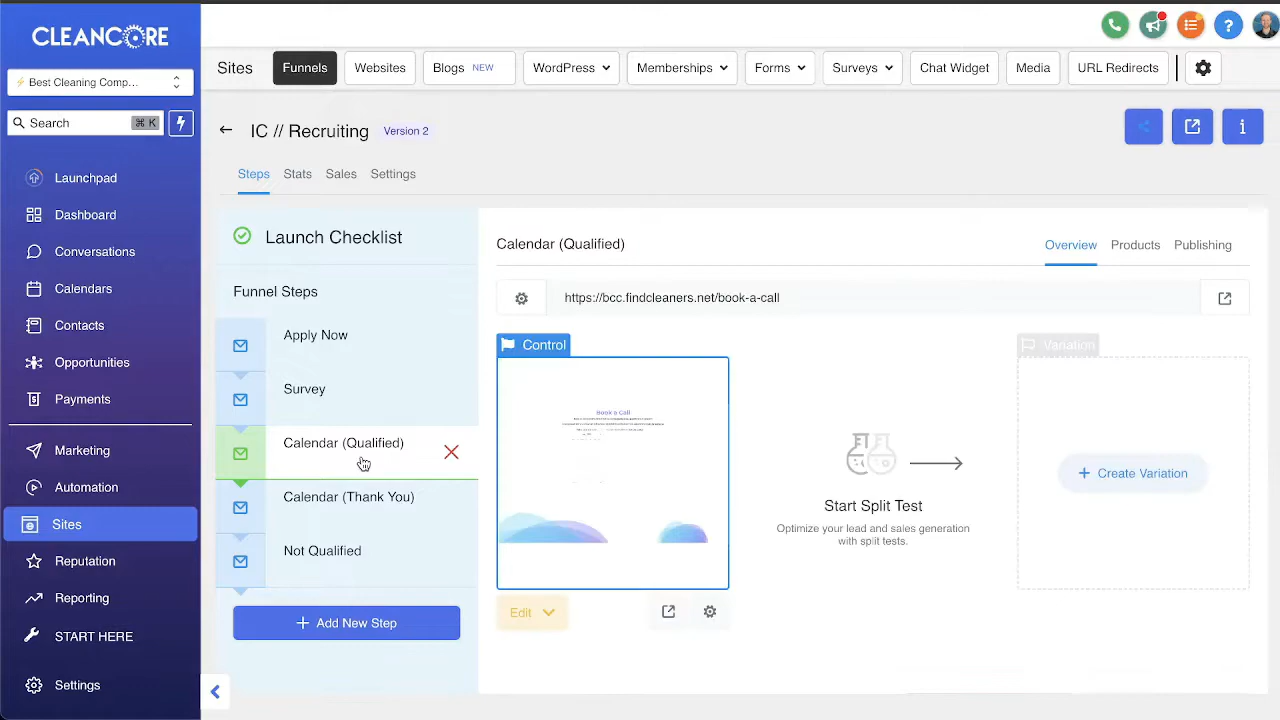 CLEANCORE
⚡ Best Cleaning Comp...
Search ⌘ K
Launchpad
Dashboard
Conversations
Calendars
Contacts
Opportunities
Payments
Marketing
Automation
Sites
Reputation
Reporting
START HERE
Settings
Sites Funnels Websites Blogs NEW WordPress Memberships Forms Surveys Chat Widget Media URL Redirects
IC // Recruiting Version 2
Steps Stats Sales Settings
Launch Checklist
Funnel Steps
Apply Now
Survey
Calendar (Qualified)
Calendar (Thank You)
Not Qualified
+ Add New Step
Calendar (Qualified) Overview Products Publishing
https://bcc.findcleaners.net/book-a-call
Control
Book a Call
Edit
Start Split Test
Optimize your lead and sales generation
with split tests.
Variation
+ Create Variation